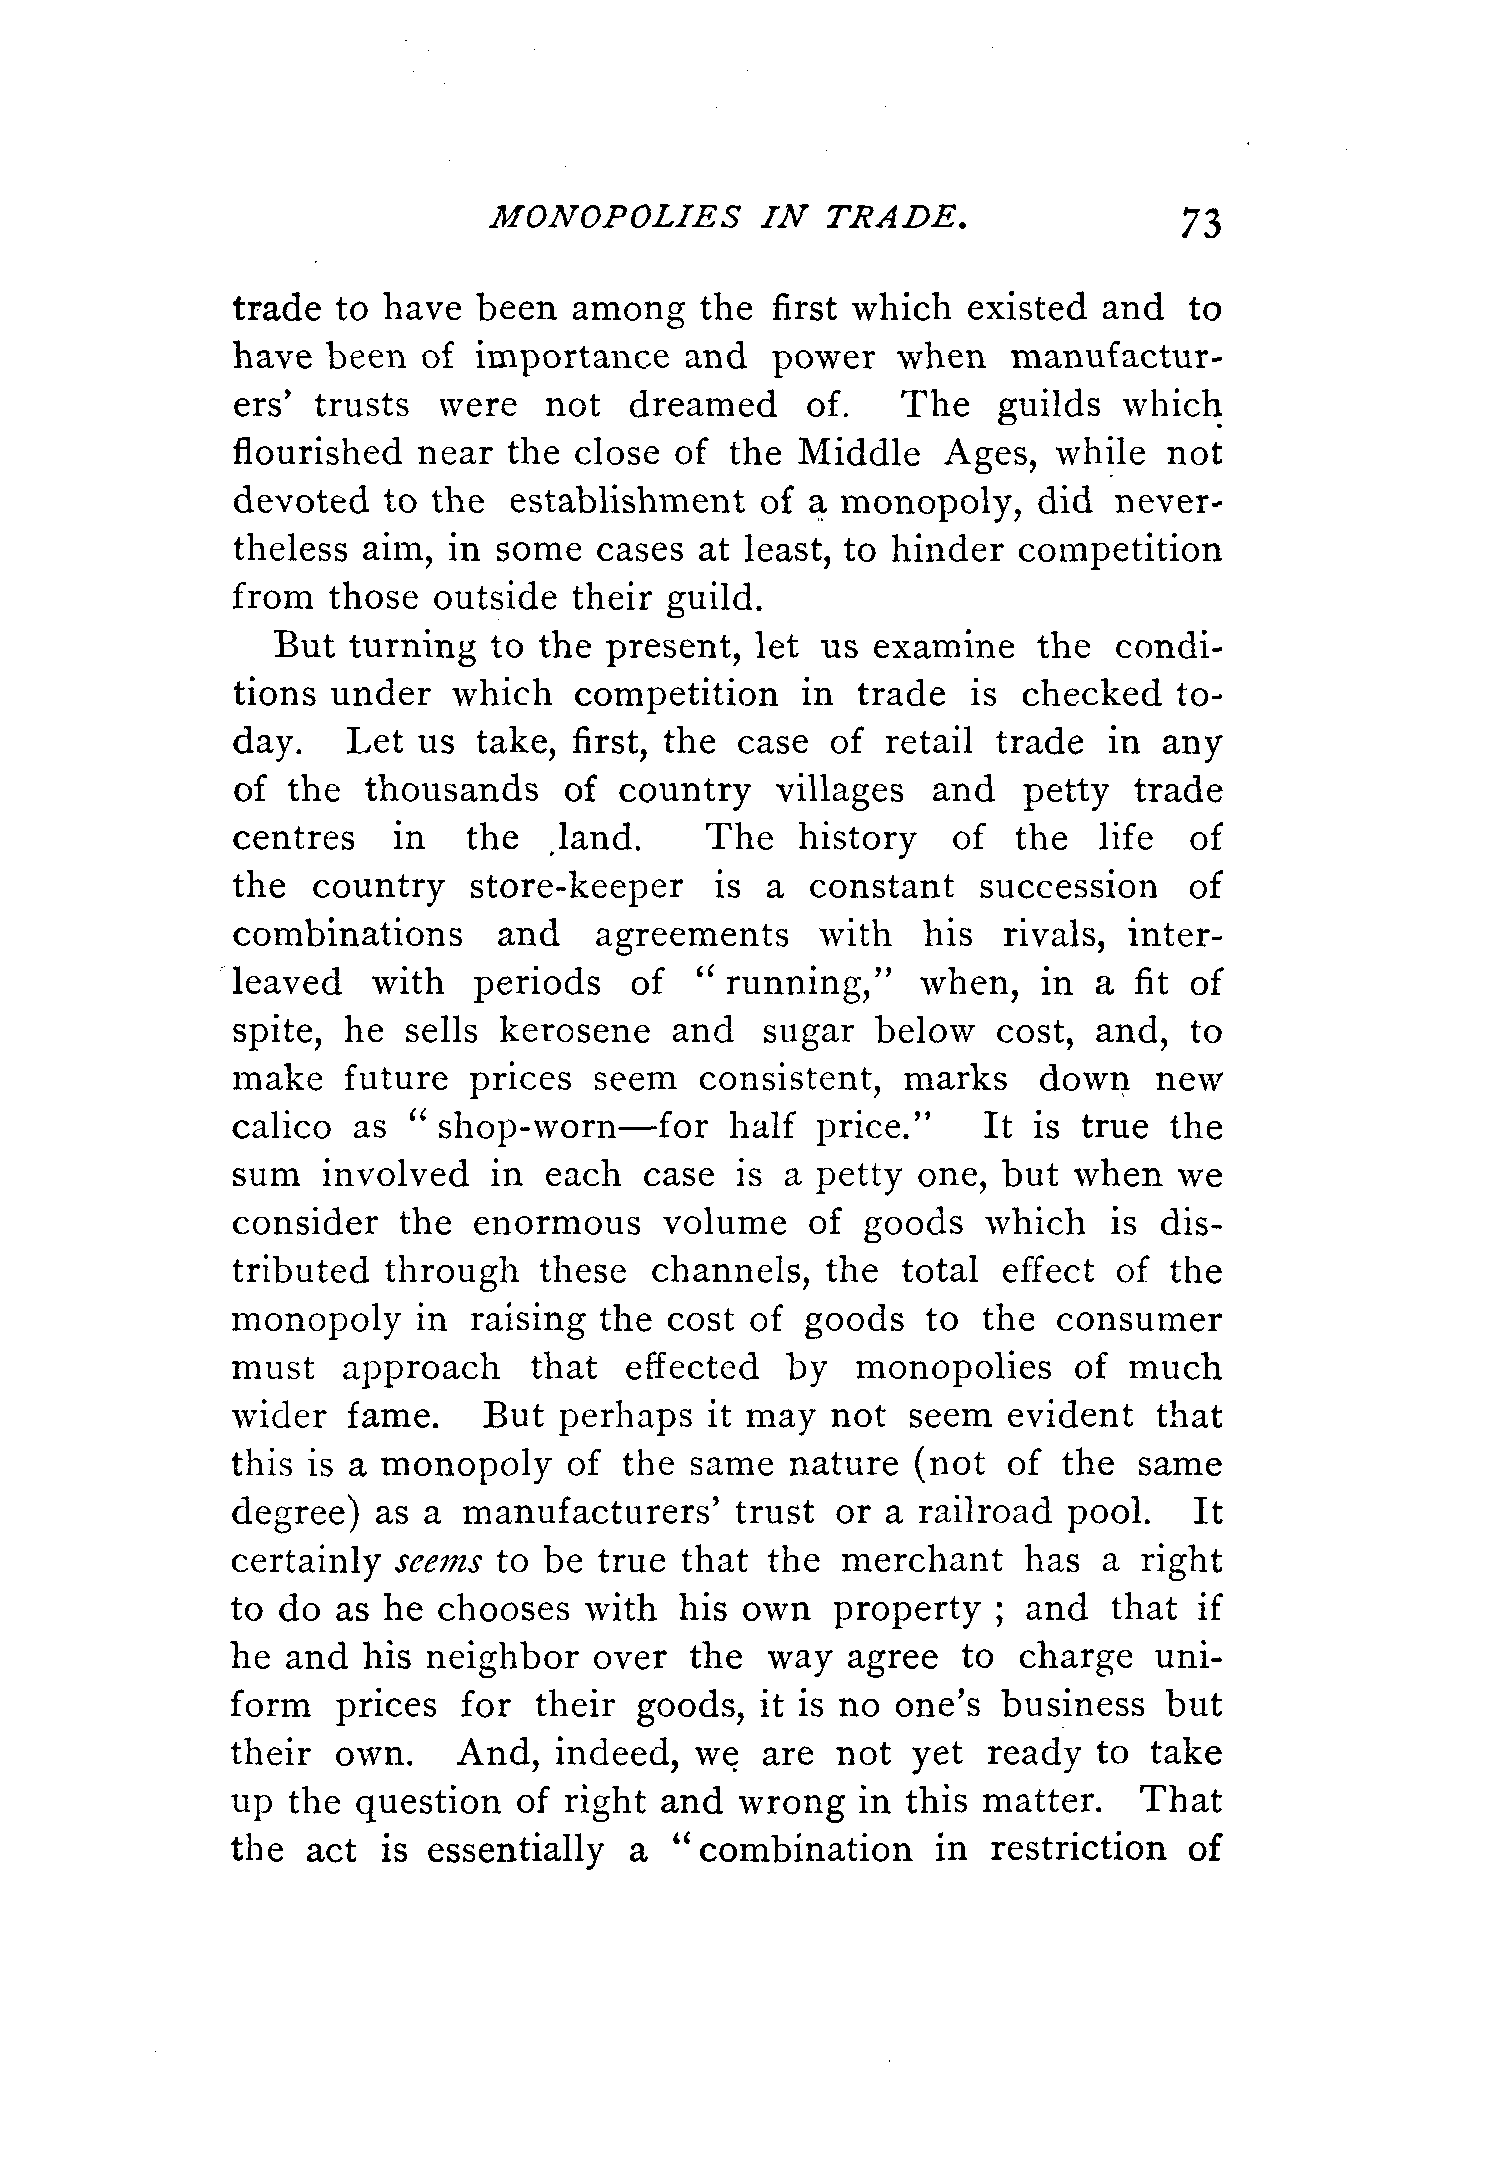 MONOPOLIES IN TRADE. 73
trade to have been among the first which existed and to
have been of importance and power when manufactur-
ers' trusts were not dreamed of. The guilds which
flourished near the close of the Middle Ages, while not
devoted to the establishment of a monopoly, did never-
theless aim, in some cases at least, to hinder competition
from those outside their guild.
But turning to the present, let us examine the condi-
tions under which competition in trade is checked to-
day. Let us take, first, the case of retail trade in any
of the thousands of country villages and petty trade
centres in the land. The history of the life of
the country store-keeper is a constant succession of
combinations and agreements with his rivals, inter-
leaved with periods of “ running,” when, in a fit of
spite, he sells kerosene and sugar below cost, and, to
make future prices seem consistent, marks down new
calico as “ shop-worn—for half price.” It is true the
sum involved in each case is a petty one, but when we
consider the enormous volume of goods which is dis-
tributed through these channels, the total effect of the
monopoly in raising the cost of goods to the consumer
must approach that effected by monopolies of much
wider fame. But perhaps it may not seem evident that
this is a monopoly of the same nature (not of the same
degree) as a manufacturers' trust or a railroad pool. It
certainly seems to be true that the merchant has a right
to do as he chooses with his own property ; and that if
he and his neighbor over the way agree to charge uni-
form prices for their goods, it is no one's business but
their own. And, indeed, we are not yet ready to take
up the question of right and wrong in this matter. That
the act is essentially a “ combination in restriction of